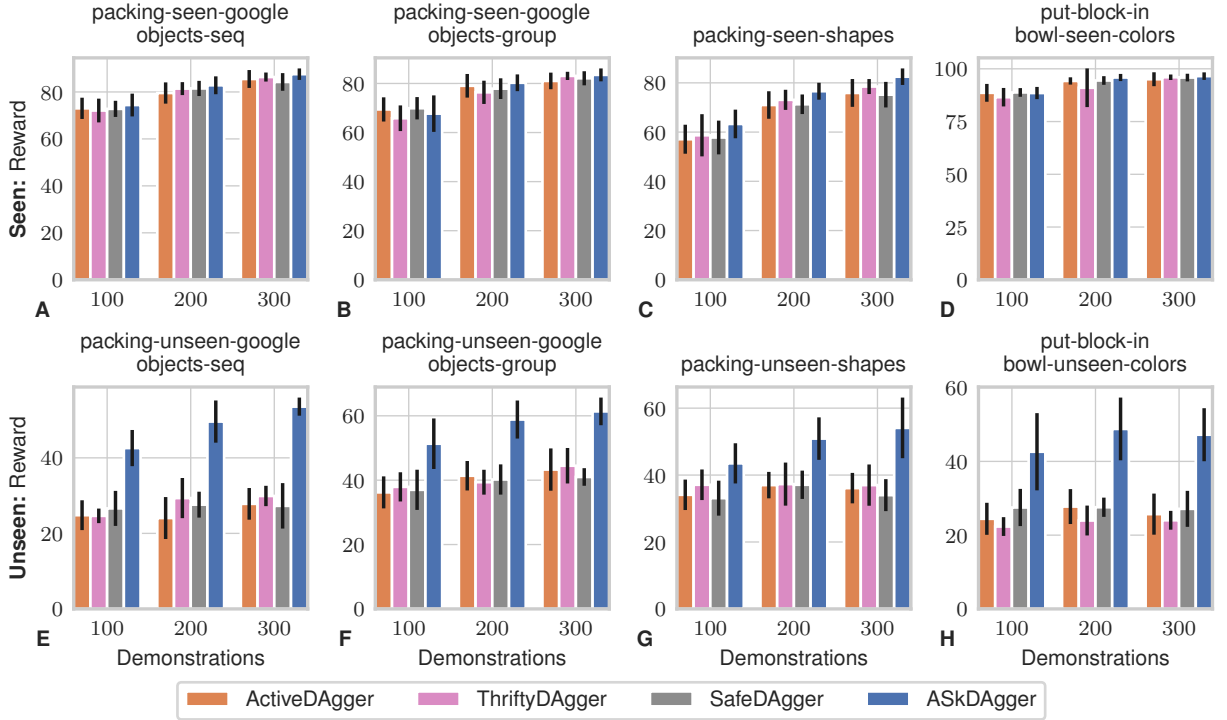 packing-seen-google
objects-seq
packing-seen-google
objects-group
packing-seen-shapes
put-block-in
bowl-seen-colors
Seen: Reward
80
60
40
20
0
100
200
300
A
80
60
40
20
0
100
200
300
B
80
60
40
20
0
100
200
300
C
100
75
50
25
0
100
200
300
D
packing-unseen-google
objects-seq
packing-unseen-google
objects-group
packing-unseen-shapes
put-block-in
bowl-unseen-colors
Unseen: Reward
40
20
0
100
200
300
E
Demonstrations
60
40
20
0
100
200
300
F
Demonstrations
60
40
20
0
100
200
300
G
Demonstrations
60
40
20
0
100
200
300
H
Demonstrations
ActiveDAgger
ThriftyDAgger
SafeDAgger
ASkDAgger